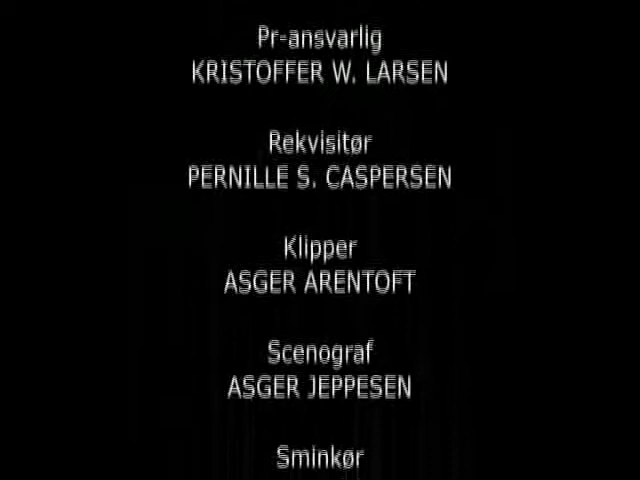 Pr-ansvarlig
KRISTOFFER W. LARSEN
Rekvisitør
PERNILLE S. CASPERSEN
Klipper
ASGER ARENTOFT
Scenograf
ASGER JEPPESEN
Sminkør